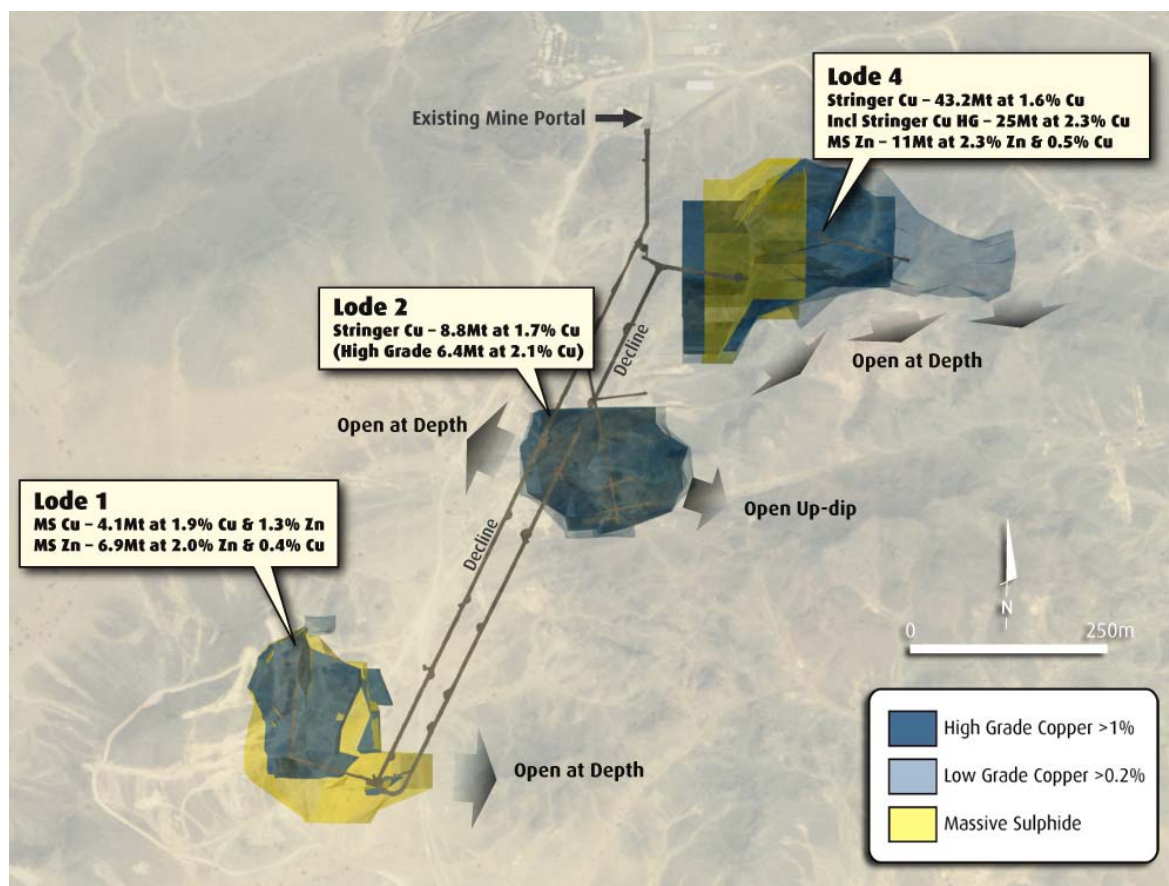 Existing Mine Portal
Lode 4
Stringer Cu – 43.2Mt at 1.6% Cu
Incl Stringer Cu HG – 25Mt at 2.3% Cu
MS Zn – 11Mt at 2.3% Zn & 0.5% Cu
Lode 2
Stringer Cu – 8.8Mt at 1.7% Cu
(High Grade 6.4Mt at 2.1% Cu)
Decline
Open at Depth
Open at Depth
Open Up-dip
Lode 1
MS Cu – 4.1Mt at 1.9% Cu & 1.3% Zn
MS Zn – 6.9Mt at 2.0% Zn & 0.4% Cu
Decline
Open at Depth
N
0 250m
High Grade Copper >1%
Low Grade Copper >0.2%
Massive Sulphide